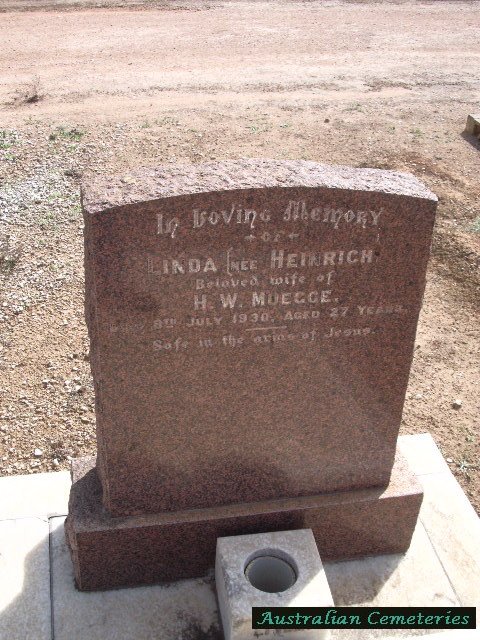 In Loving Memory
OF
LINDA (NEE HEINRICH)
Beloved wife of
H. W. MUEGGE.
DIED 8TH JULY 1930. AGED 27 YEARS.
Safe in the arms of Jesus.
Australian Cemeteries